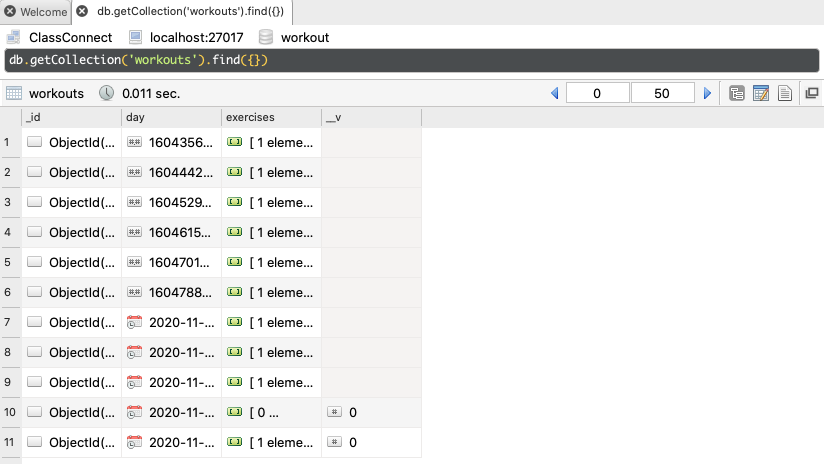 Welcome db.getCollection('workouts').find({})
ClassConnect localhost:27017 workout
db.getCollection('workouts').find({})
workouts 0.011 sec. 0 50
_id day exercises __v
1 ObjectId(... 1604356... [ 1 eleme...
2 ObjectId(... 1604442... [ 1 eleme...
3 ObjectId(... 1604529... [ 1 eleme...
4 ObjectId(... 1604615... [ 1 eleme...
5 ObjectId(... 1604701... [ 1 eleme...
6 ObjectId(... 1604788... [ 1 eleme...
7 ObjectId(... 2020-11-... [ 1 eleme...
8 ObjectId(... 2020-11-... [ 1 eleme...
9 ObjectId(... 2020-11-... [ 1 eleme...
10 ObjectId(... 2020-11-... [ 0 ... 0
11 ObjectId(... 2020-11-... [ 1 eleme... 0